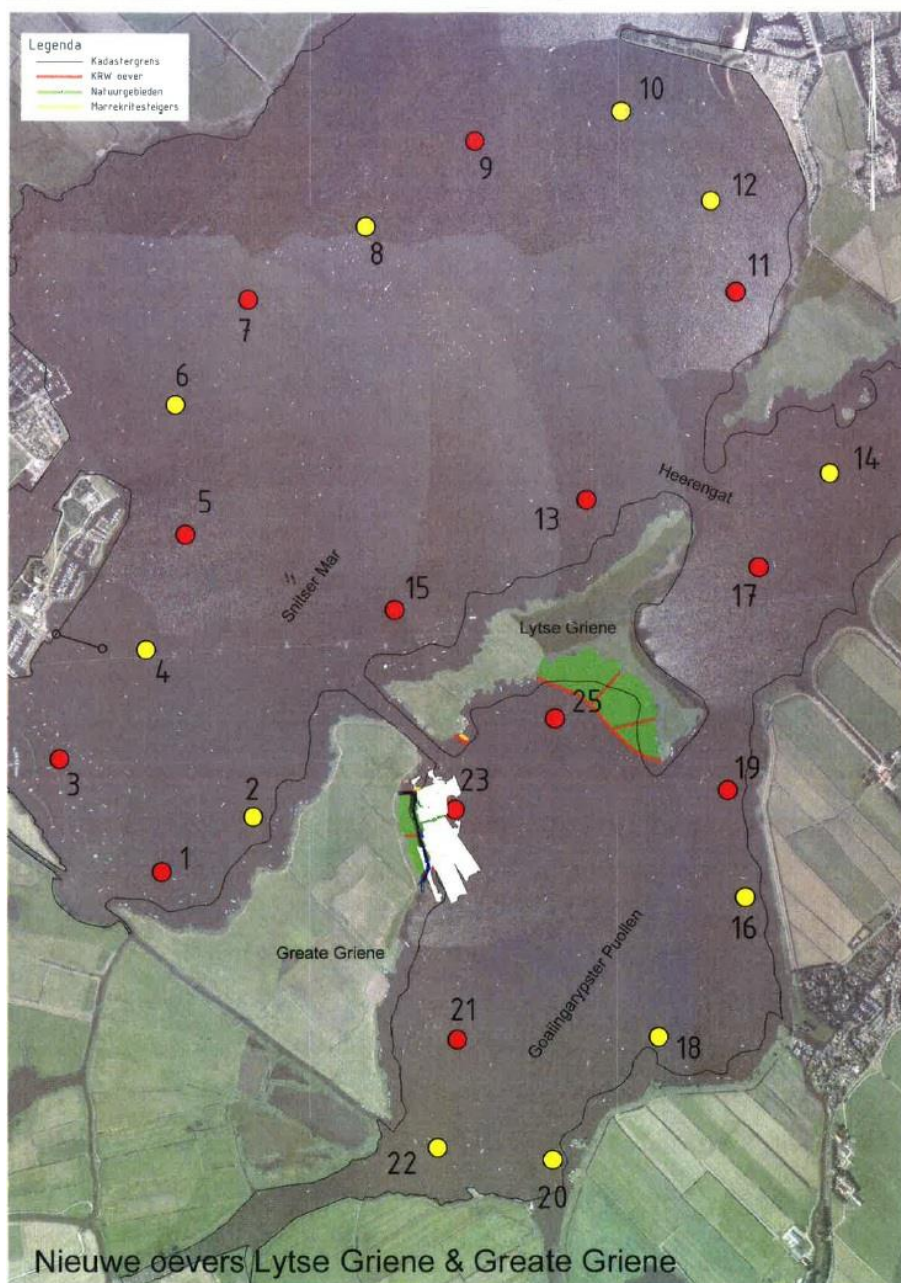 Legenda
Kadastergrens
KRW oever
Natuurgebieden
Marrekritesteigers
10
9
12
8
11
7
6
14
Heerengat
13
5
17
Snitser Mar
15
Lytse Griene
4
25
3
19
23
2
1
16
Greate Griene
Goaiingarypster Puollen
21
18
22
20
Nieuwe oevers Lytse Griene & Greate Griene